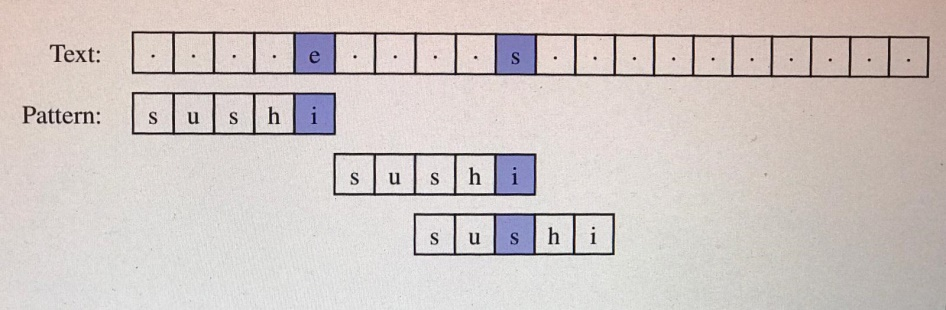 Text: . . . . e . . . . s . . . . . . . . . .
Pattern: s u s h i
s u s h i
s u s h i